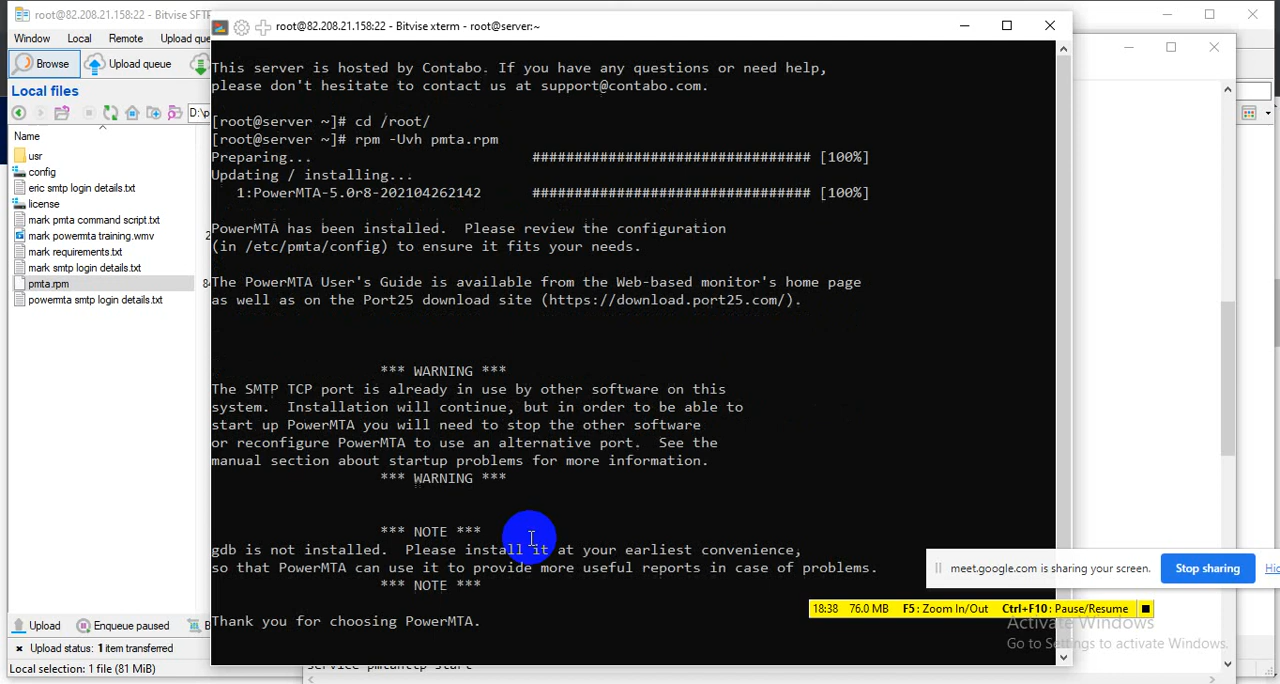 root@82.208.21.158:22 - Bitvise SFTP
root@82.208.21.158:22 - Bitvise xterm - root@server:~
Window Local Remote Upload que
Browse Upload queue
Local files
D:\p
Name
usr
config
eric smtp login details.txt
license
mark pmta command script.txt
mark powemta training.wmv
mark requirements.txt
mark smtp login details.txt
pmta.rpm
powemta smtp login details.txt
This server is hosted by Contabo. If you have any questions or need help,
please don't hesitate to contact us at support@contabo.com.
[root@server ~]# cd /root/
[root@server ~]# rpm -Uvh pmta.rpm
Preparing... ################################# [100%]
Updating / installing...
1:PowerMTA-5.0r8-202104262142 ################################# [100%]
PowerMTA has been installed. Please review the configuration
(in /etc/pmta/config) to ensure it fits your needs.
The PowerMTA User's Guide is available from the Web-based monitor's home page
as well as on the Port25 download site (https://download.port25.com/).
*** WARNING ***
The SMTP TCP port is already in use by other software on this
system. Installation will continue, but in order to be able to
start up PowerMTA you will need to stop the other software
or reconfigure PowerMTA to use an alternative port. See the
manual section about startup problems for more information.
*** WARNING ***
*** NOTE ***
gdb is not installed. Please install it at your earliest convenience,
so that PowerMTA can use it to provide more useful reports in case of problems.
*** NOTE ***
Thank you for choosing PowerMTA.
meet.google.com is sharing your screen. Stop sharing Hid
18:38 76.0 MB F5: Zoom In/Out Ctrl+F10: Pause/Resume
Activate Windows
Go to Settings to activate Windows.
Upload Enqueue paused
Upload status: 1 item transferred
Local selection: 1 file (81 MiB)
service pmtahttp start